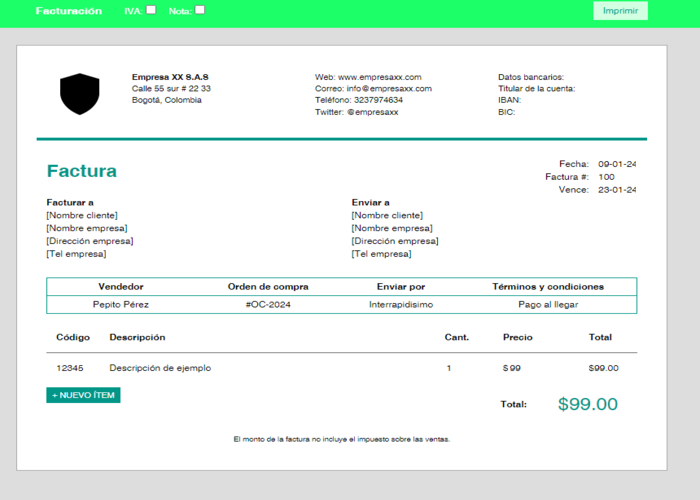 Facturación IVA: Nota: Imprimir
Empresa XX S.A.S
Calle 55 sur # 22 33
Bogotá, Colombia
Web: www.empresaxx.com
Correo: info@empresaxx.com
Teléfono: 3237974634
Twitter: @empresaxx
Datos bancarios:
Titular de la cuenta:
IBAN:
BIC:
Factura
Fecha: 09-01-24
Factura #: 100
Vence: 23-01-24
Facturar a
[Nombre cliente]
[Nombre empresa]
[Dirección empresa]
[Tel empresa]
Enviar a
[Nombre cliente]
[Nombre empresa]
[Dirección empresa]
[Tel empresa]
Vendedor Orden de compra Enviar por Términos y condiciones
Pepito Pérez #OC-2024 Interrapidisimo Pago al llegar
Código Descripción Cant. Precio Total
12345 Descripción de ejemplo 1 $99 $99.00
+ NUEVO ÍTEM
Total: $99.00
El monto de la factura no incluye el impuesto sobre las ventas.